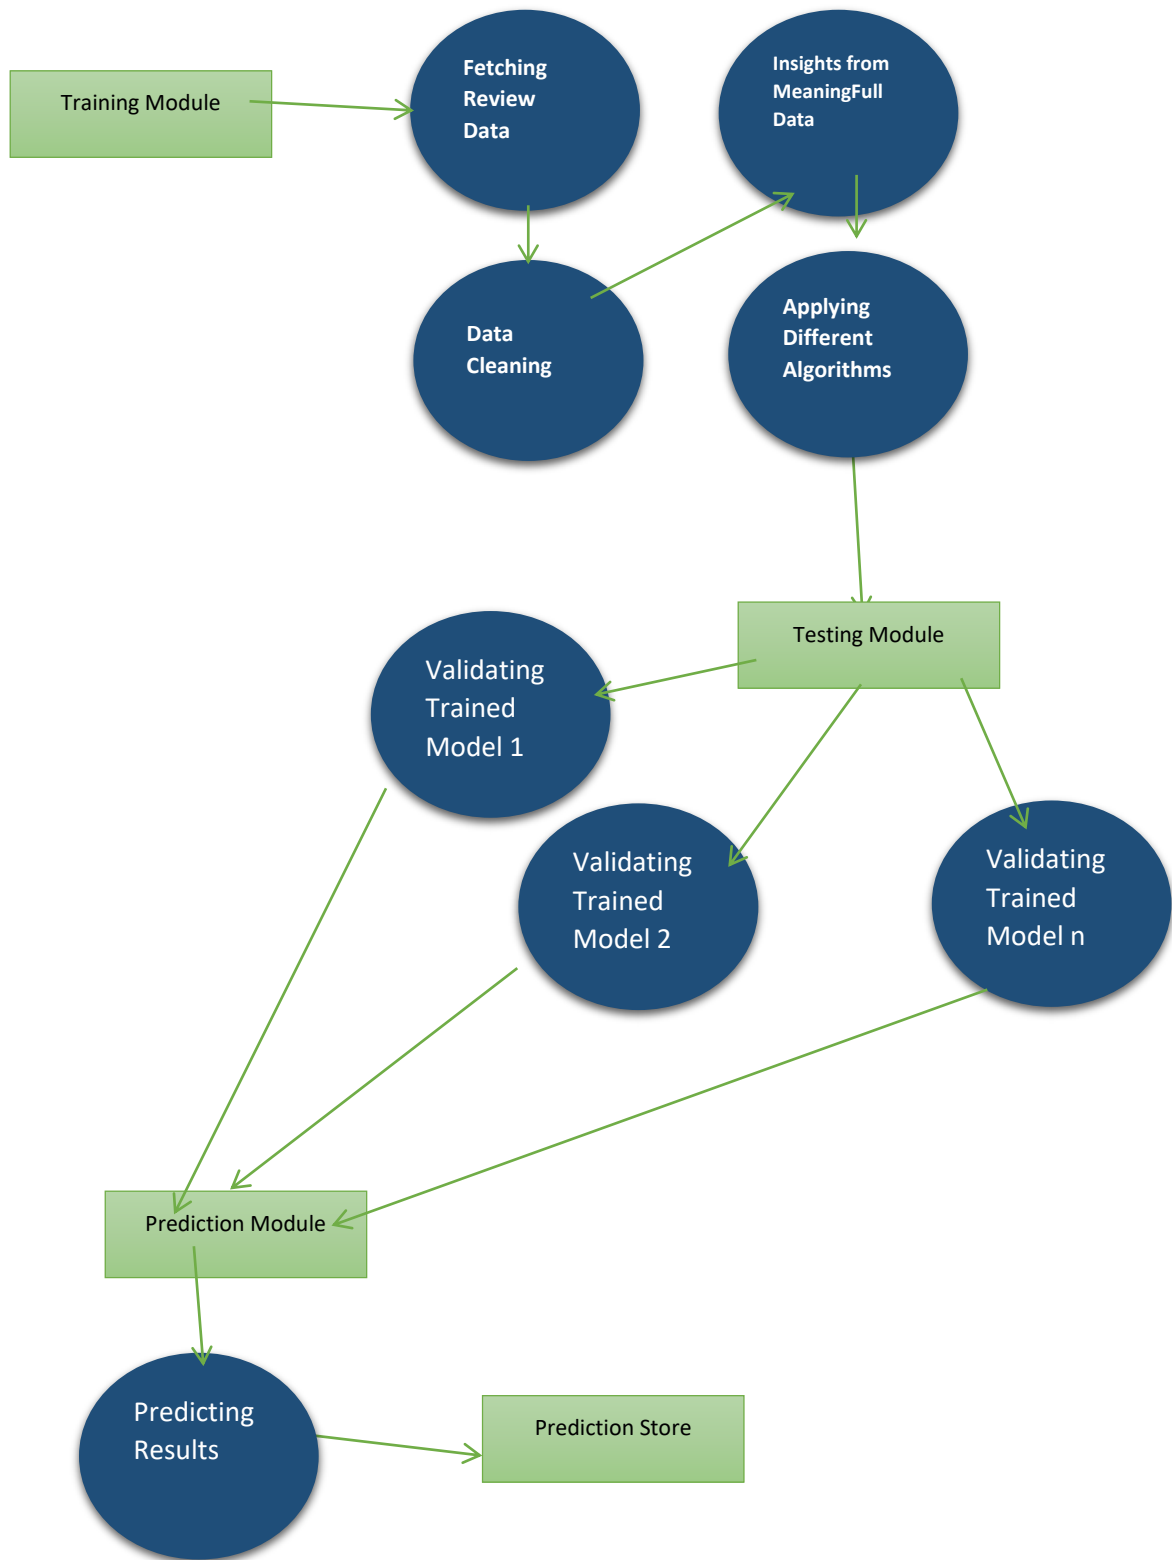 Training Module
Fetching
Review
Data
Insights from
MeaningFull
Data
Data
Cleaning
Applying
Different
Algorithms
Testing Module
Validating
Trained
Model 1
Validating
Trained
Model 2
Validating
Trained
Model n
Prediction Module
Predicting
Results
Prediction Store